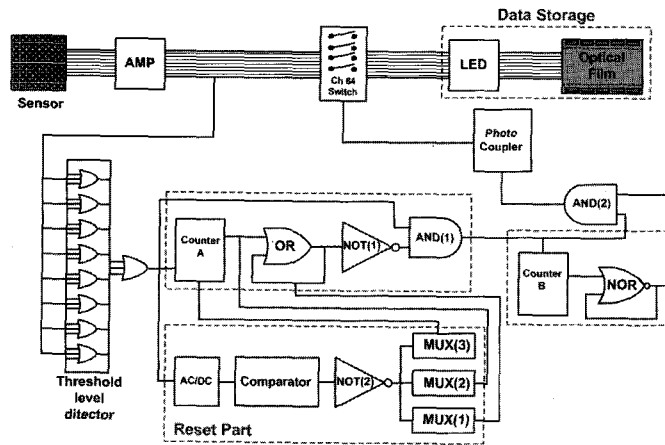 Data Storage
Sensor
AMP
Ch 64
Switch
LED
Optical
Film
Photo
Coupler
AND(2)
Counter
A
OR
NOT(1)
AND(1)
Counter
B
NOR
Threshold
level
ditector
AC/DC
Comparator
NOT(2)
MUX(3)
MUX(2)
MUX(1)
Reset Part